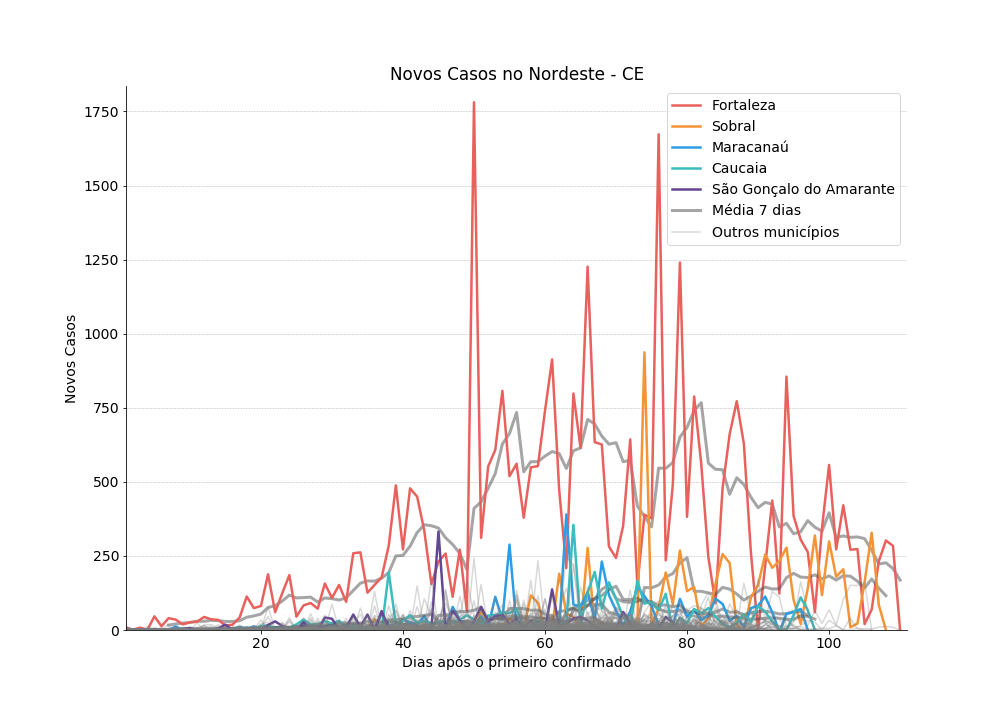 Novos Casos no Nordeste - CE
Novos Casos
1750
1500
1250
1000
750
500
250
0
20
40
60
80
100
Dias após o primeiro confirmado
Fortaleza
Sobral
Maracanaú
Caucaia
São Gonçalo do Amarante
Média 7 dias
Outros municípios